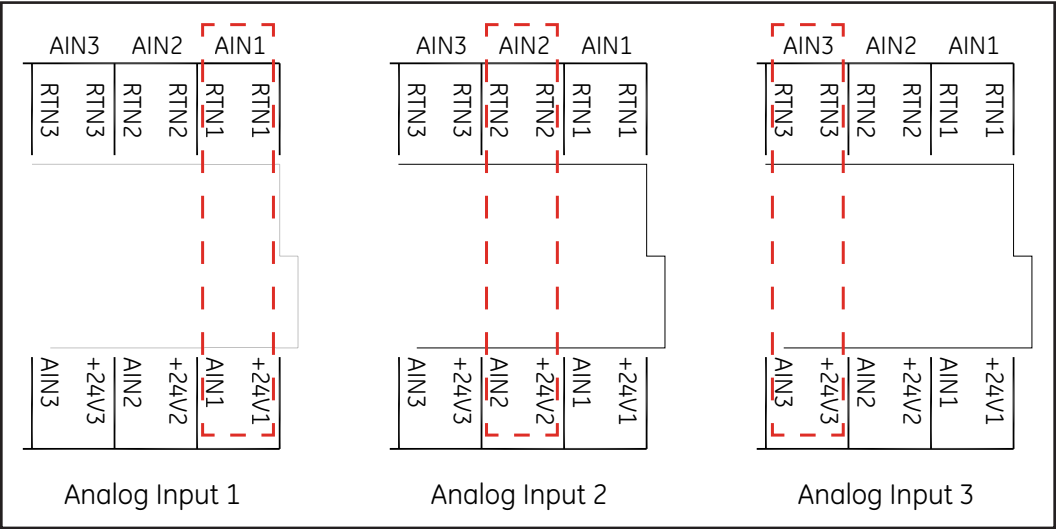 AIN3 AIN2 AIN1
RTN3 RTN3 RTN2 RTN2 RTN1 RTN1
AIN3 +24V3 AIN2 +24V2 AIN1 +24V1
Analog Input 1
AIN3 AIN2 AIN1
RTN3 RTN3 RTN2 RTN2 RTN1 RTN1
AIN3 +24V3 AIN2 +24V2 AIN1 +24V1
Analog Input 2
AIN3 AIN2 AIN1
RTN3 RTN3 RTN2 RTN2 RTN1 RTN1
AIN3 +24V3 AIN2 +24V2 AIN1 +24V1
Analog Input 3